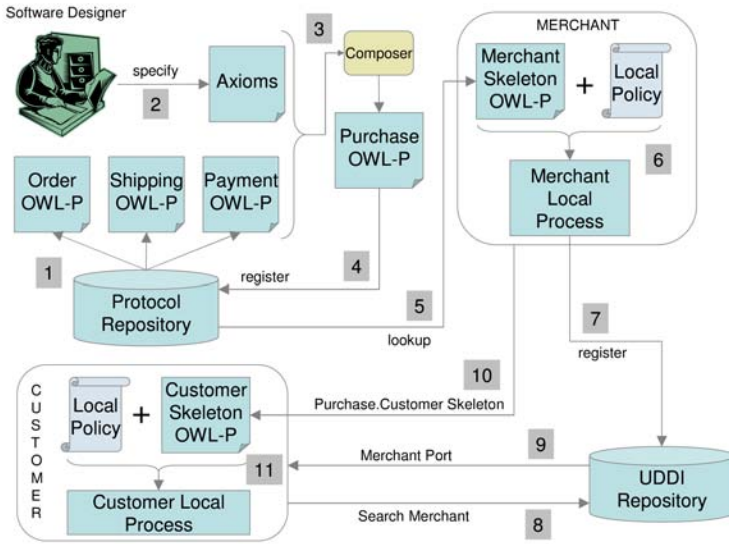 Software Designer
specify
2
Axioms
3
Composer
Purchase
OWL-P
Order
OWL-P
Shipping
OWL-P
Payment
OWL-P
1
Protocol
Repository
register
4
5
lookup
MERCHANT
Merchant
Skeleton
OWL-P
+
Local
Policy
6
Merchant
Local
Process
7
register
10
Purchase.Customer Skeleton
CUSTOMER
Local
Policy
+
Customer
Skeleton
OWL-P
11
Customer Local
Process
9
Merchant Port
UDDI
Repository
Search Merchant
8